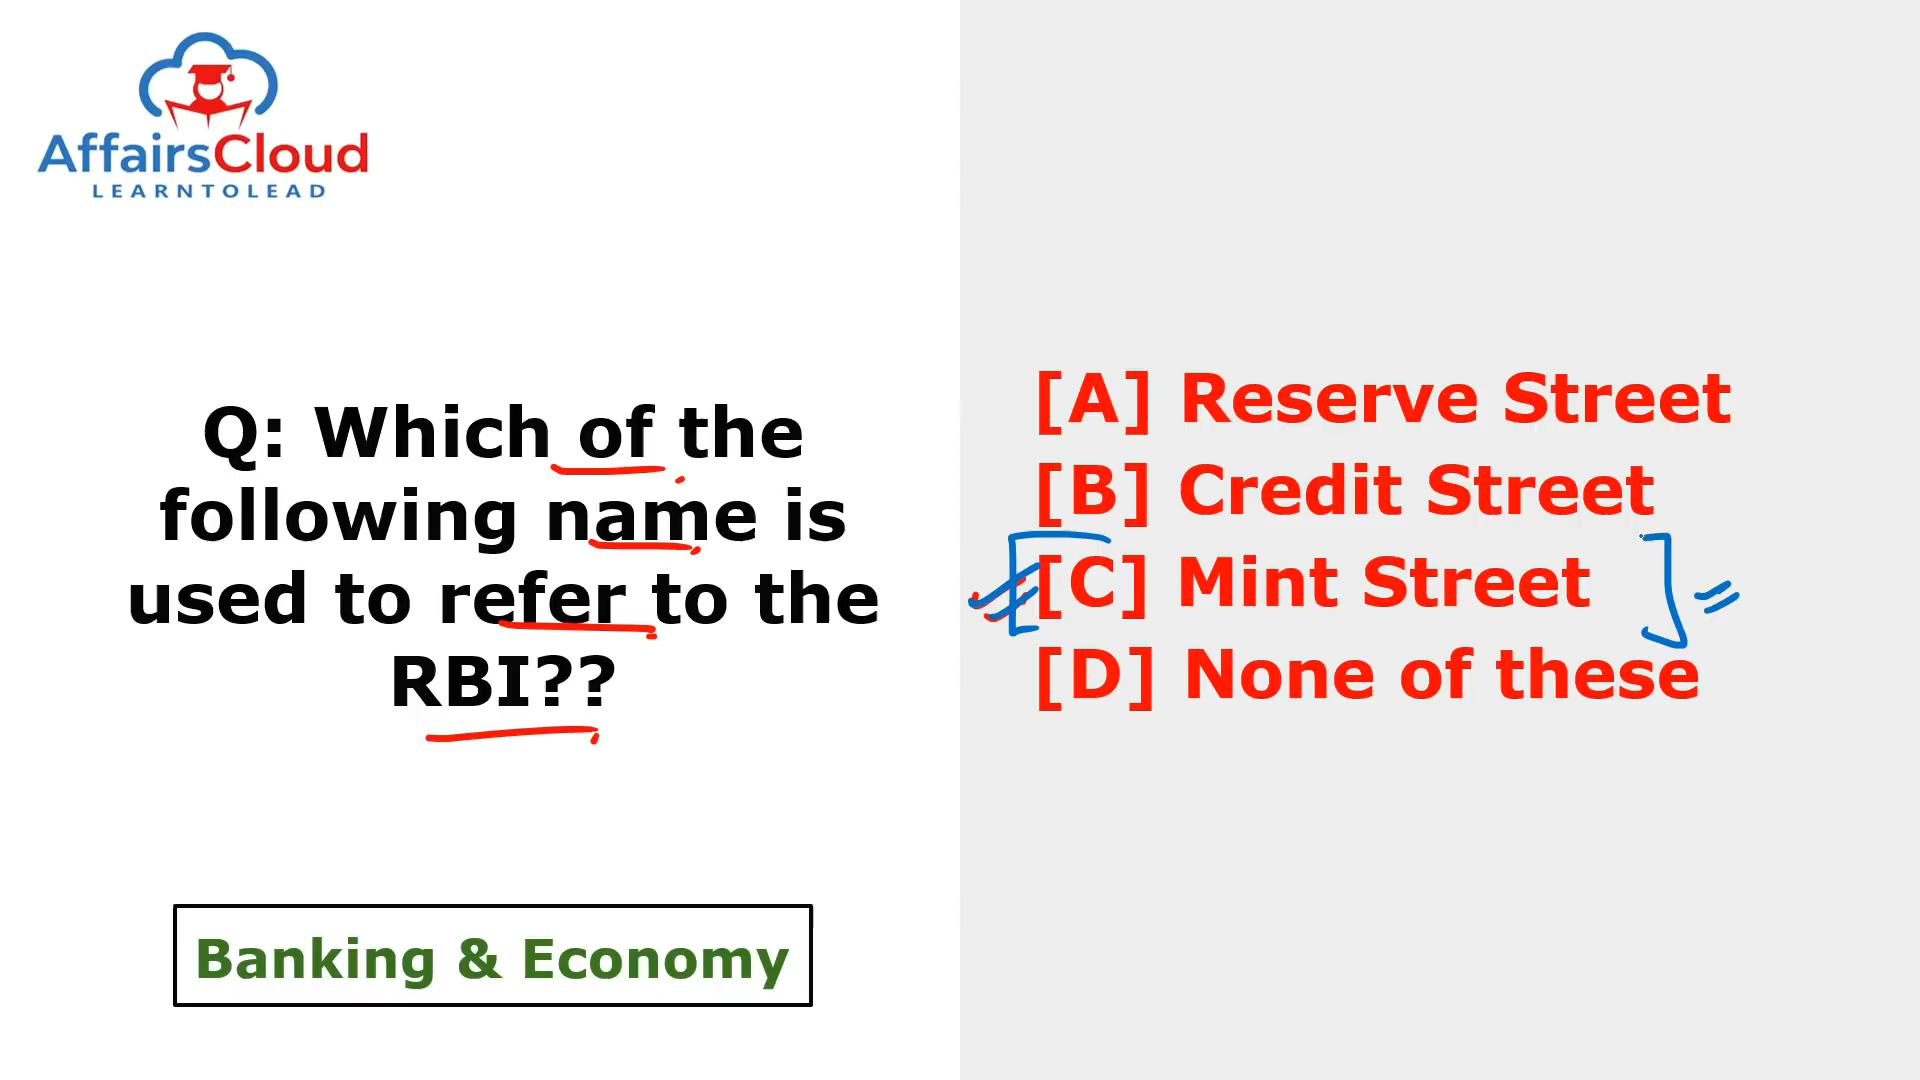 AffairsCloud
LEARNTOLEAD
Q: Which of the
following name is
used to refer to the
RBI??
Banking & Economy
[A] Reserve Street
[B] Credit Street
[C] Mint Street
[D] None of these